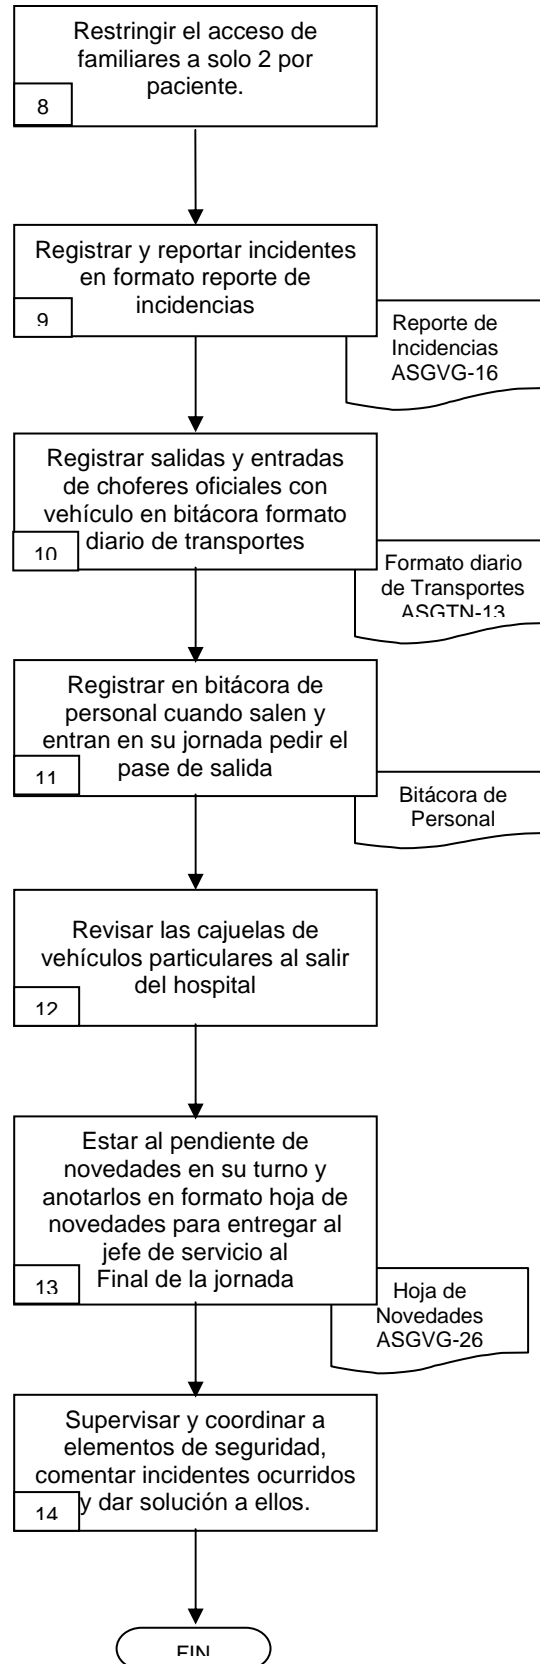 Restringir el acceso de
familiares a solo 2 por
paciente.
8
Registrar y reportar incidentes
en formato reporte de
incidencias
9
Reporte de
Incidencias
ASGVG-16
Registrar salidas y entradas
de choferes oficiales con
vehículo en bitácora formato
diario de transportes
10
Formato diario
de Transportes
ASGTN-13
Registrar en bitácora de
personal cuando salen y
entran en su jornada pedir el
pase de salida
11
Bitácora de
Personal
Revisar las cajuelas de
vehículos particulares al salir
del hospital
12
Estar al pendiente de
novedades en su turno y
anotarlos en formato hoja de
novedades para entregar al
jefe de servicio al
Final de la jornada
13
Hoja de
Novedades
ASGVG-26
Supervisar y coordinar a
elementos de seguridad,
comentar incidentes ocurridos
y dar solución a ellos.
14
FIN